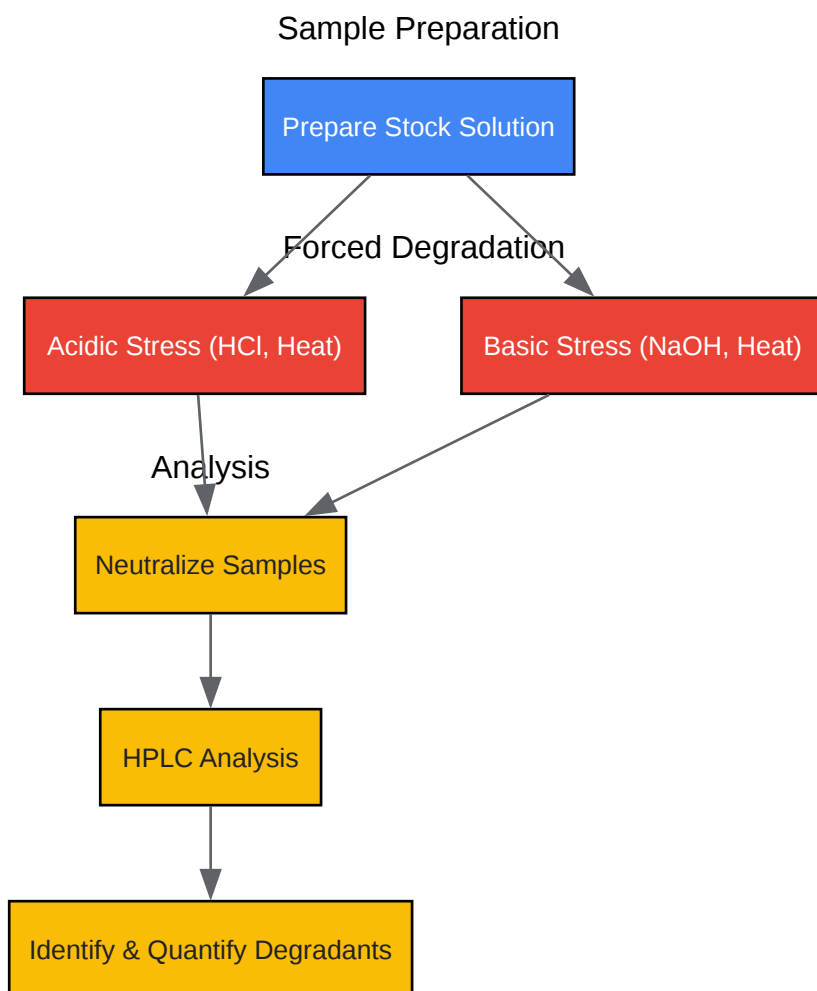 Sample Preparation
Prepare Stock Solution
Forced Degradation
Acidic Stress (HCl, Heat)
Basic Stress (NaOH, Heat)
Analysis
Neutralize Samples
HPLC Analysis
Identify & Quantify Degradants